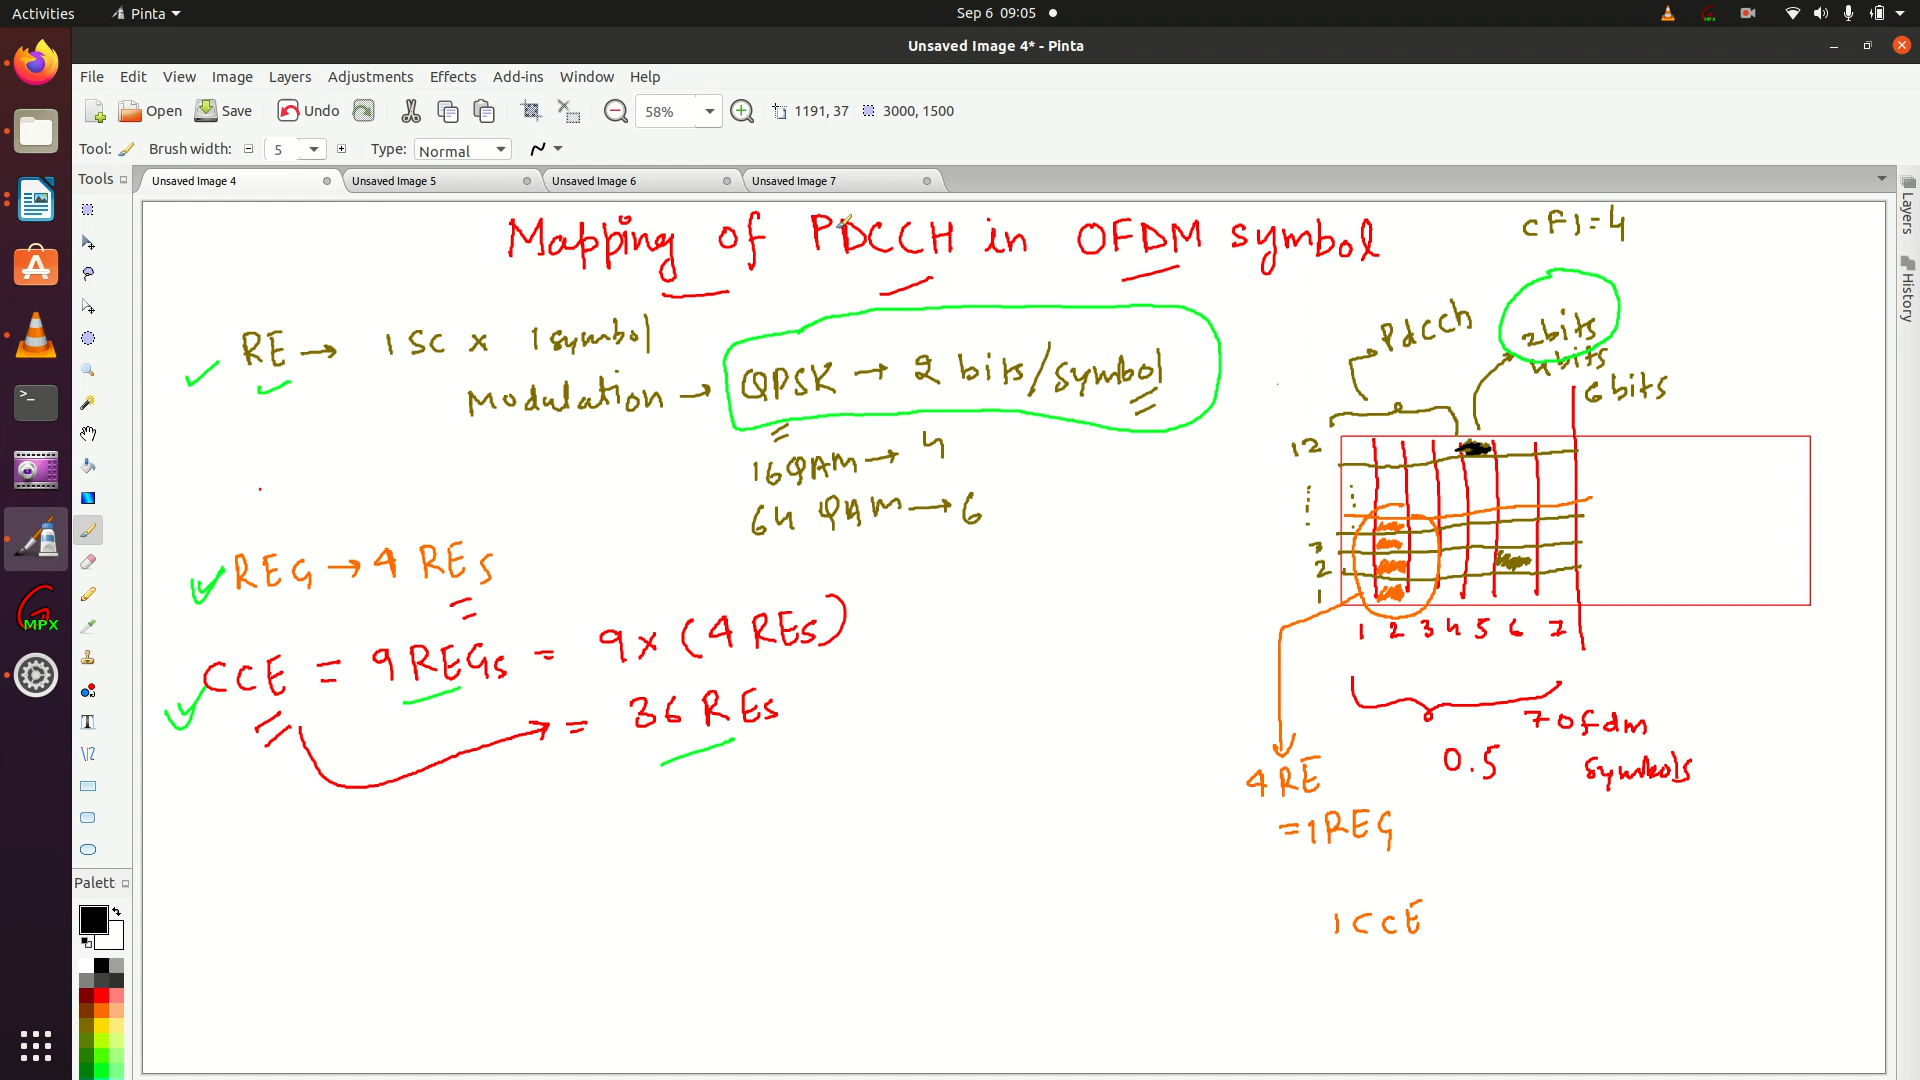 Activities
Pinta
Sep 6 09:05
Unsaved Image 4* - Pinta
File Edit View Image Layers Adjustments Effects Add-ins Window Help
Open Save Undo 58% 1191, 37 3000, 1500
Tool: Brush width: 5 Type: Normal
Tools
Unsaved Image 4 Unsaved Image 5 Unsaved Image 6 Unsaved Image 7
Layers
History
Mapping of PDCCH in OFDM symbol
CFI=4
RE → 1 SC x 1 symbol
Modulation → QPSK → 2 bits/symbol
16 QAM → 4
64 QAM → 6
Pdcch
2bits
4bits
6 bits
12
3
2
1
1 2 3 4 5 6 7
7 ofdm
symbols
0.5
REG → 4 REs
CCE = 9 REGs = 9 x (4 REs)
= 36 REs
4 RE
= 1 REG
1 CCE
Palett
MPX